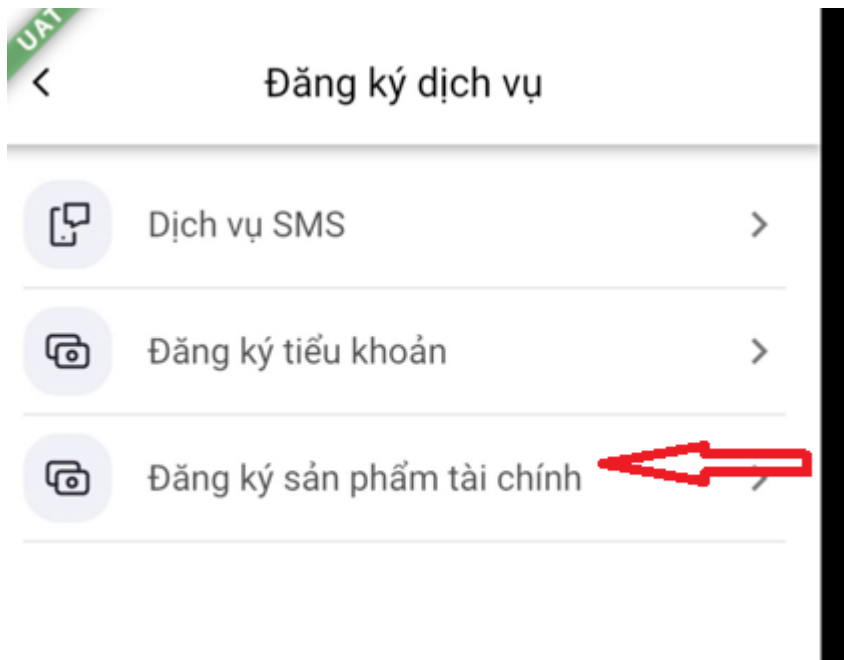 UAT
Đăng ký dịch vụ
Dịch vụ SMS
Đăng ký tiểu khoản
Đăng ký sản phẩm tài chính